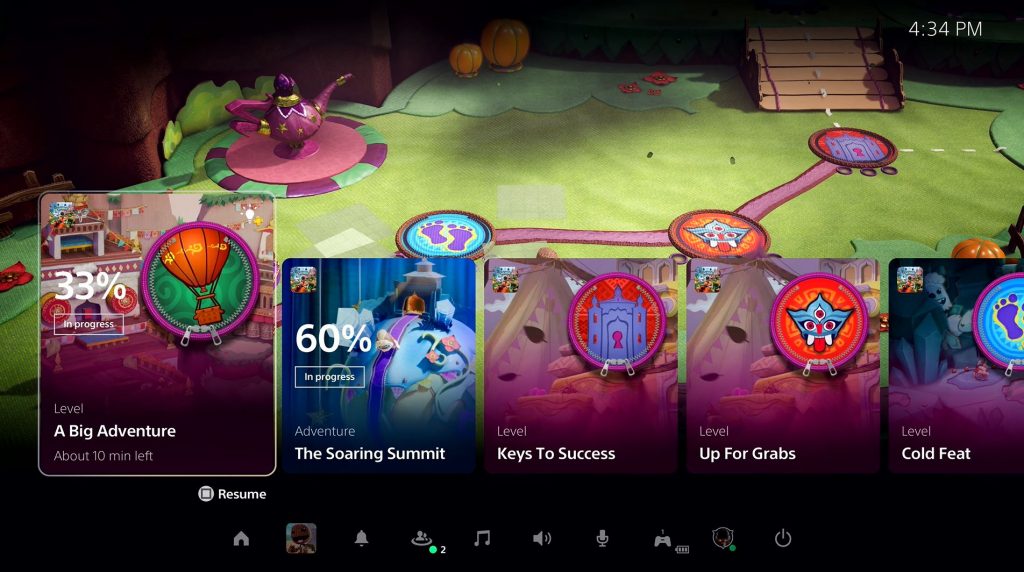 4:34 PM
33%
In progress
Level
A Big Adventure
About 10 min left
60%
In progress
Adventure
The Soaring Summit
Level
Keys To Success
Level
Up For Grabs
Level
Cold Feat
Resume
2